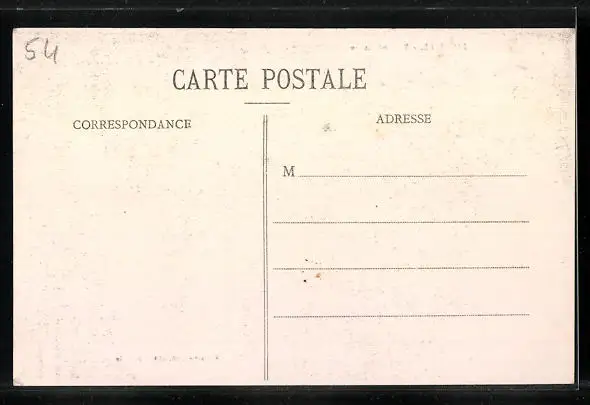 54
CARTE POSTALE
CORRESPONDANCE
ADRESSE
M